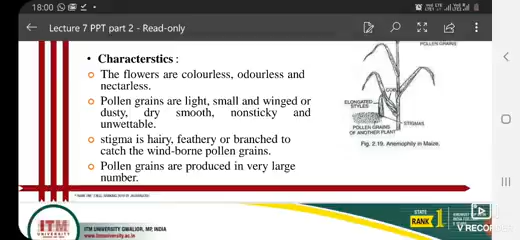 18:00
Lecture 7 PPT part 2 - Read-only
POLLEN GRAINS
• Characterstics :
The flowers are colourless, odourless and
nectarless.
Pollen grains are light, small and winged or
dusty, dry smooth, nonsticky and
unwettable.
stigma is hairy, feathery or branched to
catch the wind-borne pollen grains.
Pollen grains are produced in very large
number.
COB
ELONGATED
STYLES
STIGMAS
POLLEN GRAINS
OF ANOTHER PLANT
Fig. 2.19. Anemophily in Maize.
ITM
UNIVERSITY
ITM UNIVERSITY GWALIOR, MP, INDIA
www.itmuniversity.ac.in
STATE
RANK 1